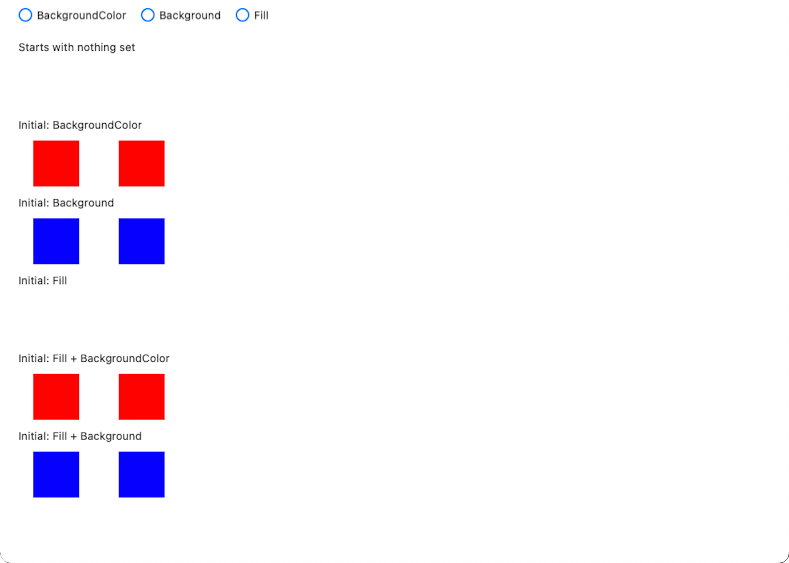 BackgroundColor Background Fill
Starts with nothing set
Initial: BackgroundColor
Initial: Background
Initial: Fill
Initial: Fill + BackgroundColor
Initial: Fill + Background